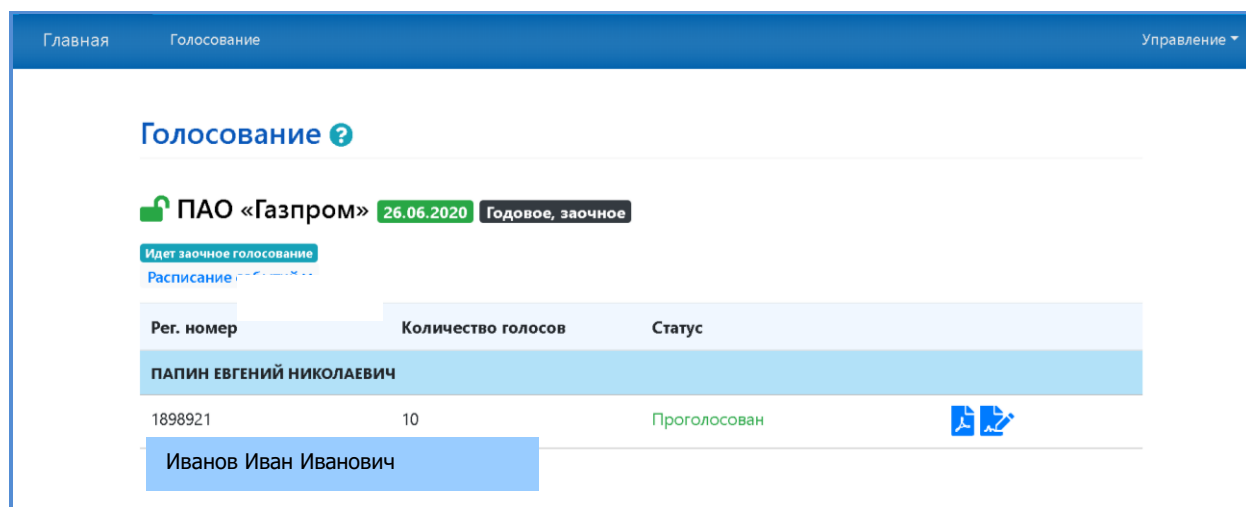 Главная Голосование Управление
Голосование
ПАО «Газпром» 26.06.2020 Годовое, заочное
Идет заочное голосование
Расписание
Рег. номер Количество голосов Статус
ПАПИН ЕВГЕНИЙ НИКОЛАЕВИЧ
1898921 10 Проголосован
Иванов Иван Иванович